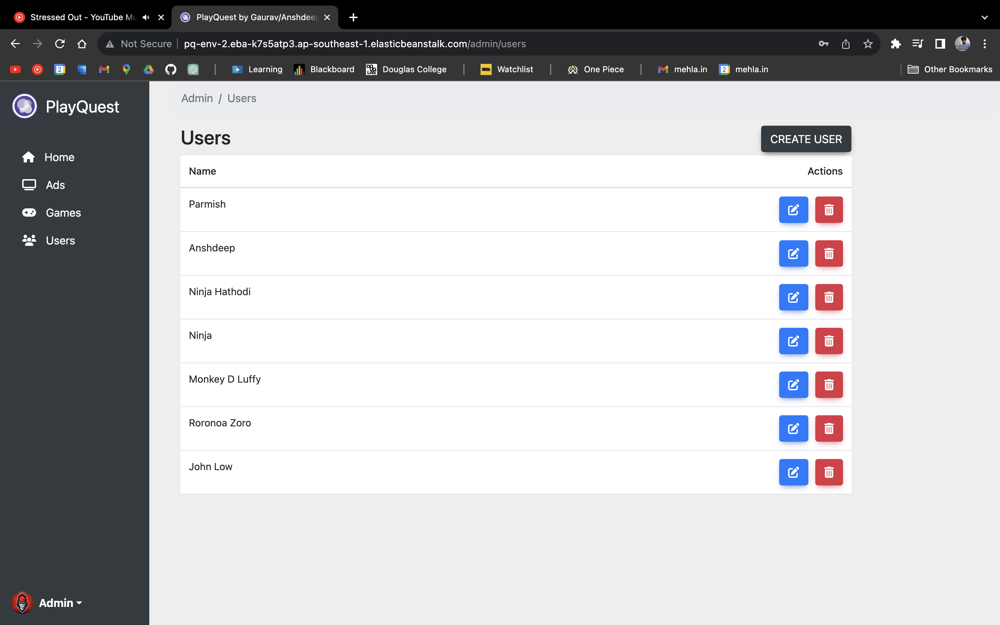 Stressed Out - YouTube Mu
PlayQuest by Gaurav/Anshdeep
Not Secure pq-env-2.eba-k7s5atp3.ap-southeast-1.elasticbeanstalk.com/admin/users
2 Learning Blackboard DOUGLAS Douglas College IMDb Watchlist One Piece mehla.in 2 mehla.in Other Bookmarks
PlayQuest
Home
Ads
Games
Users
Admin
Admin / Users
Users CREATE USER
Name Actions
Parmish
Anshdeep
Ninja Hathodi
Ninja
Monkey D Luffy
Roronoa Zoro
John Low